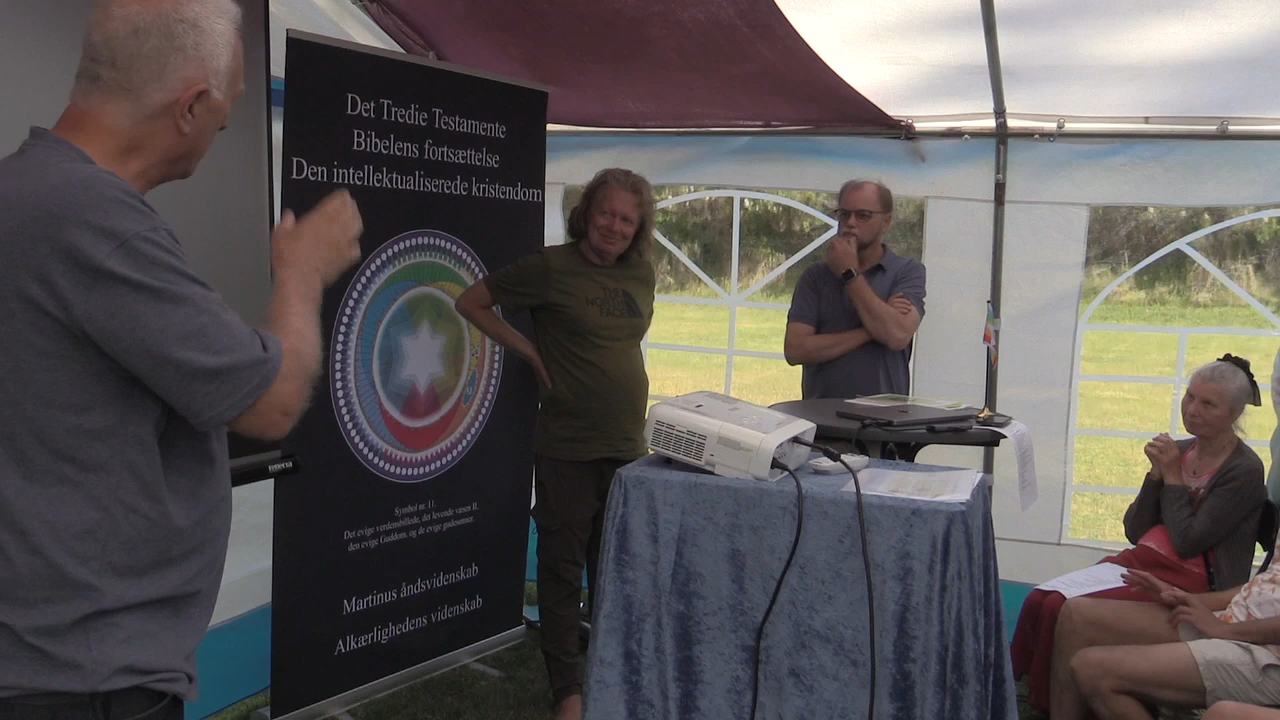 Det Tredie Testamente
Bibelens fortsættelse
Den intellektualiserede kristendom
Symbol nr. 11.
Det evige verdensbillede, det levende væsen II,
den evige Guddom, og de evige gudesønner.
Martinus åndsvidenskab
Alkærlighedens videnskab
THE
NORTH
FACE